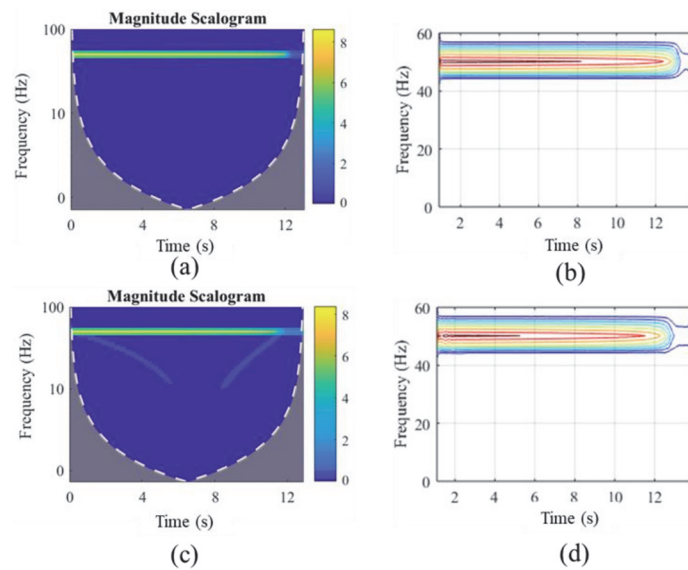 Magnitude Scalogram
100
10
0
Frequency (Hz)
0 4 8 12
Time (s)
8
6
4
2
0
(a)
60
40
20
0
Frequency (Hz)
2 4 6 8 10 12
Time (s)
(b)
Magnitude Scalogram
100
10
0
Frequency (Hz)
0 4 8 12
Time (s)
8
6
4
2
0
(c)
60
40
20
0
Frequency (Hz)
2 4 6 8 10 12
Time (s)
(d)